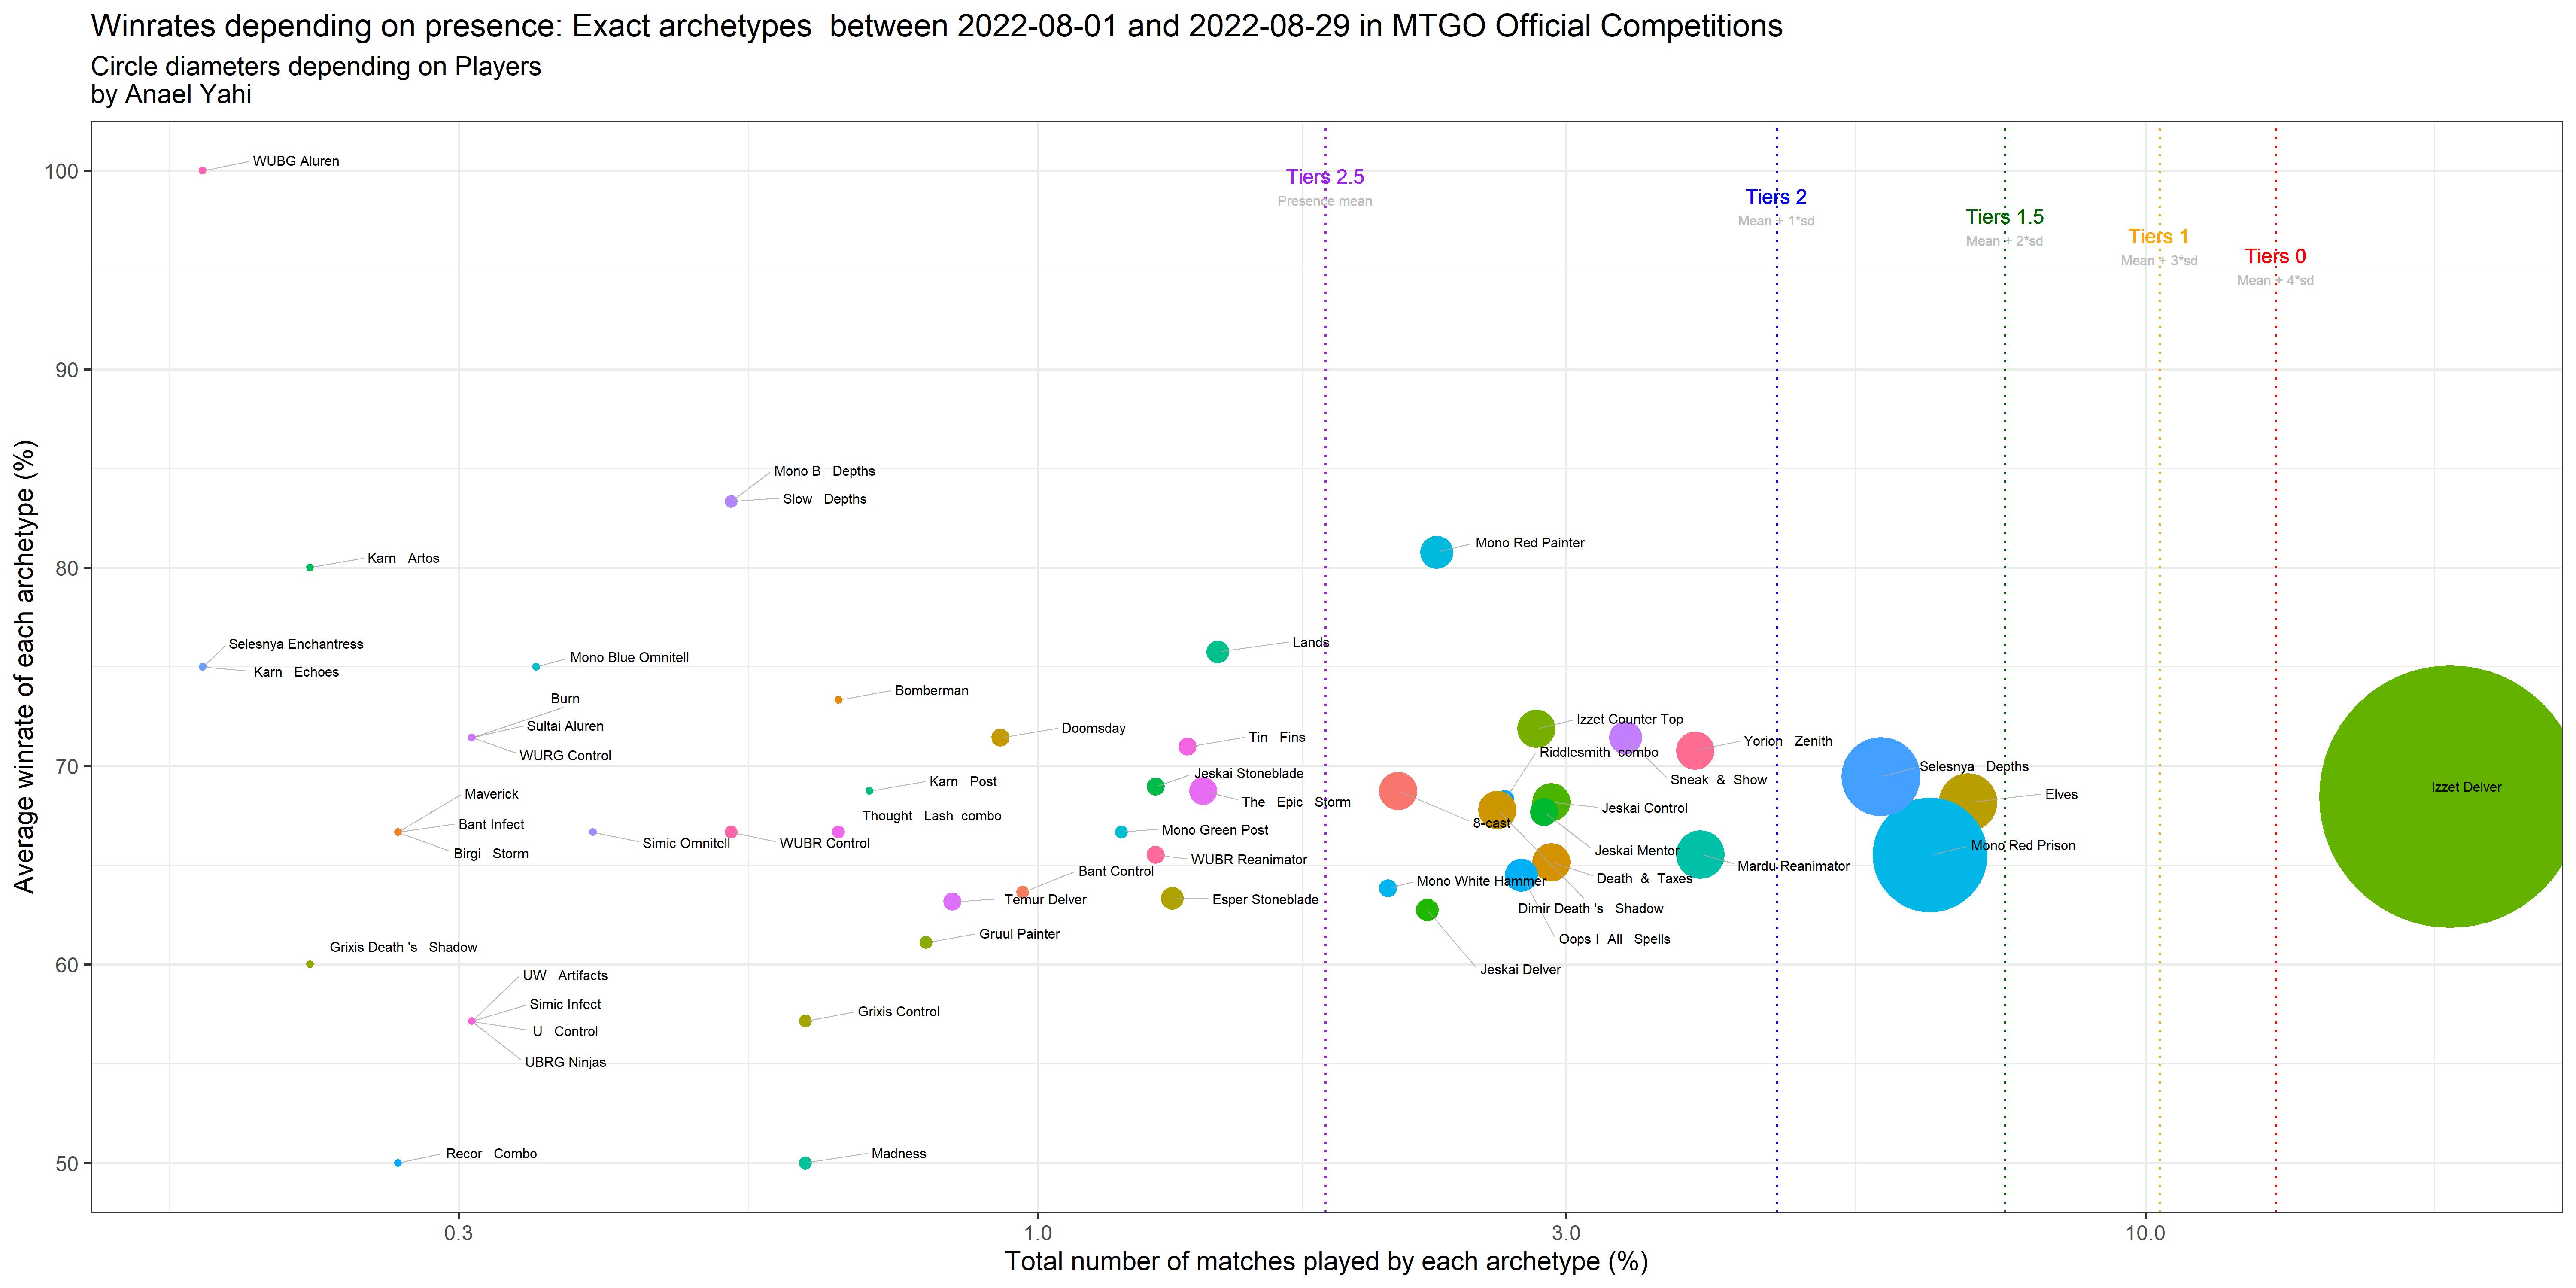 Winrates depending on presence: Exact archetypes  between 2022-08-01 and 2022-08-29 in MTGO Official Competitions
Circle diameters depending on Players
by Anael Yahi
Average winrate of each archetype (%)
100
90
80
70
60
50
WUBG Aluren
Tiers 2.5
Presence mean
Tiers 2
Mean + 1*sd
Tiers 1.5
Mean + 2*sd
Tiers 1
Mean + 3*sd
Tiers 0
Mean + 4*sd
Mono B   Depths
Slow   Depths
Mono Red Painter
Karn   Artos
Selesnya Enchantress
Karn   Echoes
Mono Blue Omnitell
Lands
Bomberman
Burn
Sultai Aluren
WURG Control
Doomsday
Tin   Fins
Izzet Counter Top
Riddlesmith  combo
Yorion   Zenith
Sneak  &  Show
Selesnya   Depths
Elves
Izzet Delver
Jeskai Stoneblade
Karn   Post
The   Epic   Storm
Thought   Lash  combo
Jeskai Control
8-cast
Maverick
Bant Infect
Birgi   Storm
Simic Omnitell
WUBR Control
Mono Green Post
WUBR Reanimator
Jeskai Mentor
Mono Red Prison
Mardu Reanimator
Bant Control
Temur Delver
Esper Stoneblade
Mono White Hammer
Death  &  Taxes
Dimir Death 's   Shadow
Oops !  All   Spells
Jeskai Delver
Gruul Painter
Grixis Death 's   Shadow
UW   Artifacts
Simic Infect
U   Control
UBRG Ninjas
Grixis Control
Recor   Combo
Madness
0.3
1.0
3.0
10.0
Total number of matches played by each archetype (%)